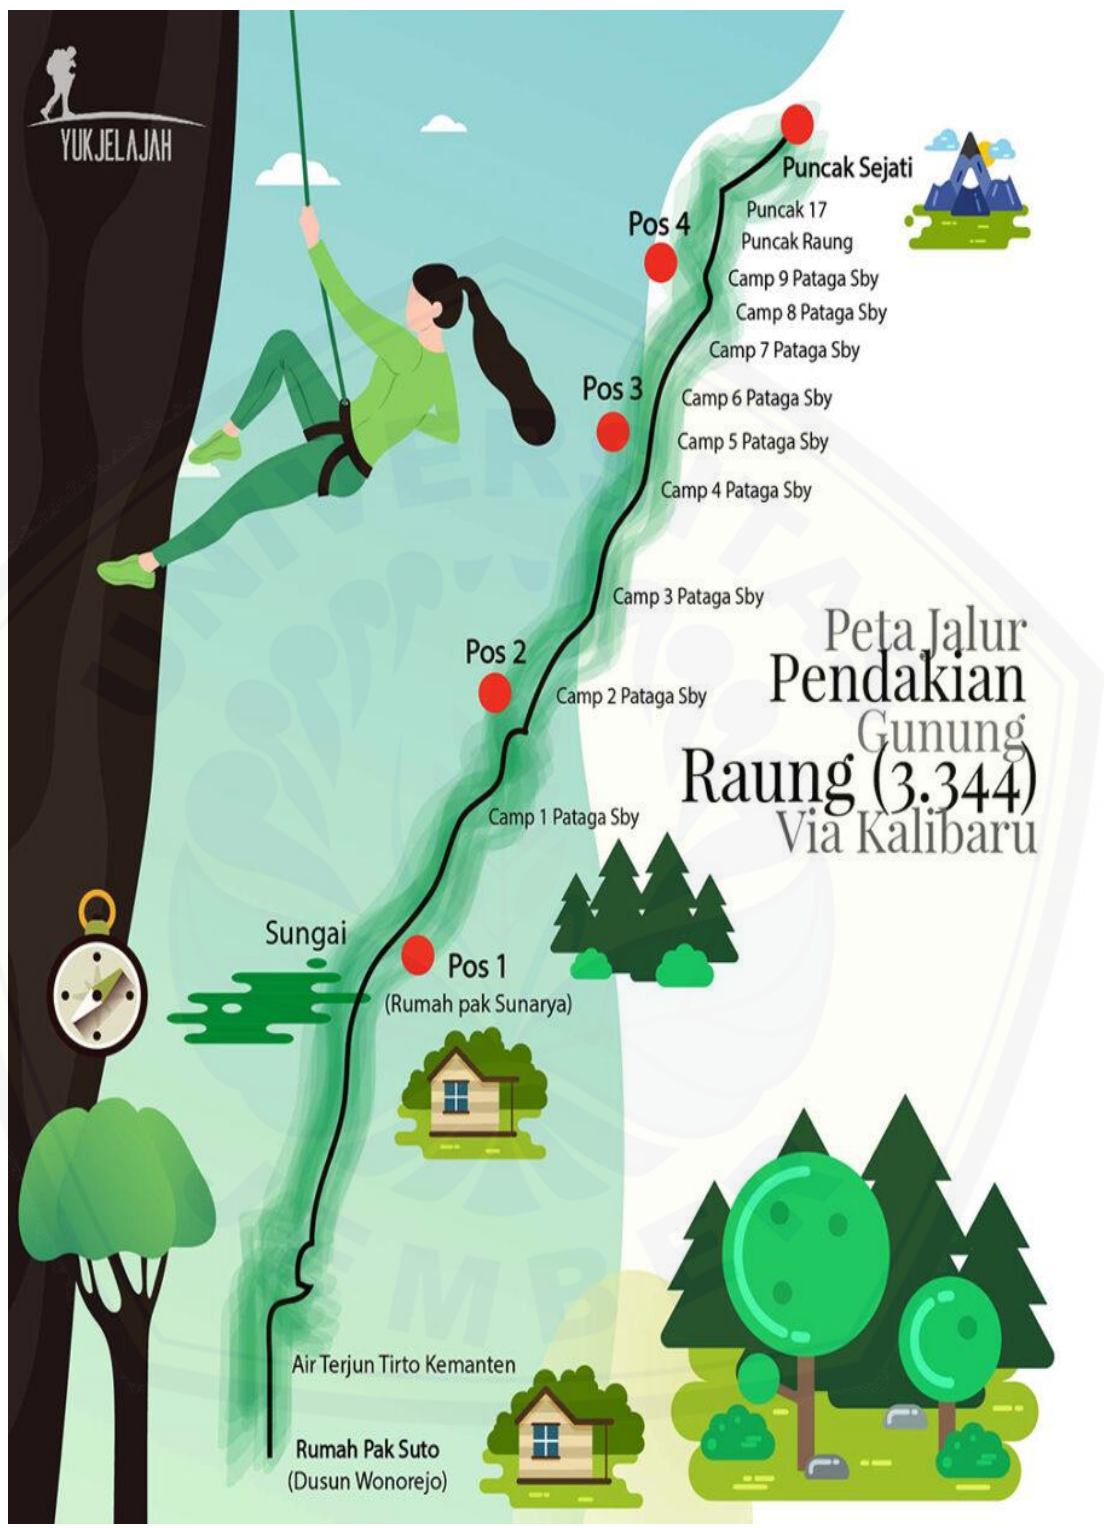 YUKJELAJAH
Puncak Sejati
Puncak 17
Pos 4
Puncak Raung
Camp 9 Pataga Sby
Camp 8 Pataga Sby
Camp 7 Pataga Sby
Pos 3
Camp 6 Pataga Sby
Camp 5 Pataga Sby
Camp 4 Pataga Sby
Camp 3 Pataga Sby
Peta Jalur
Pendakian
Gunung
Raung (3.344)
Via Kalibaru
Pos 2
Camp 2 Pataga Sby
Camp 1 Pataga Sby
Sungai
Pos 1
(Rumah pak Sunarya)
Air Terjun Tirto Kemanten
Rumah Pak Suto
(Dusun Wonorejo)
UNIVERSITAS
JEMBER